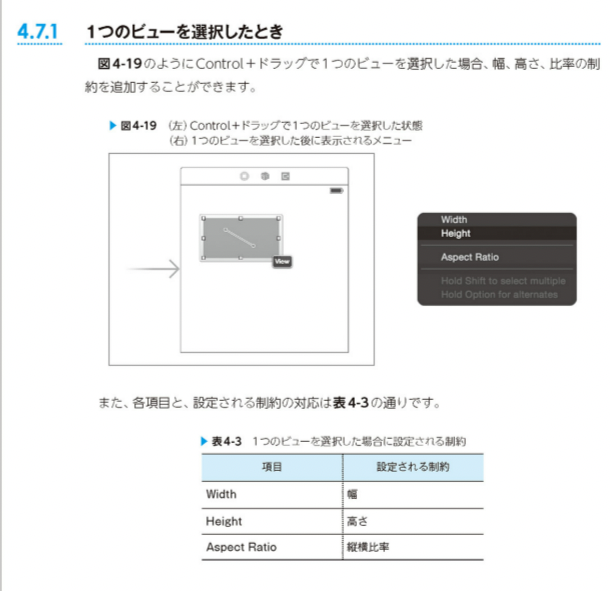 4.7.1 1つのビューを選択したとき
図4-19のようにControl+ドラッグで1つのビューを選択した場合、幅、高さ、比率の制
約を追加することができます。
▶ 図4-19 (左) Control+ドラッグで1つのビューを選択した状態
(右) 1つのビューを選択した後に表示されるメニュー
View
Width
Height
Aspect Ratio
Hold Shift to select multiple
Hold Option for alternates
また、各項目と、設定される制約の対応は表4-3の通りです。
▶ 表4-3 1つのビューを選択した場合に設定される制約
項目 設定される制約
Width 幅
Height 高さ
Aspect Ratio 縦横比率